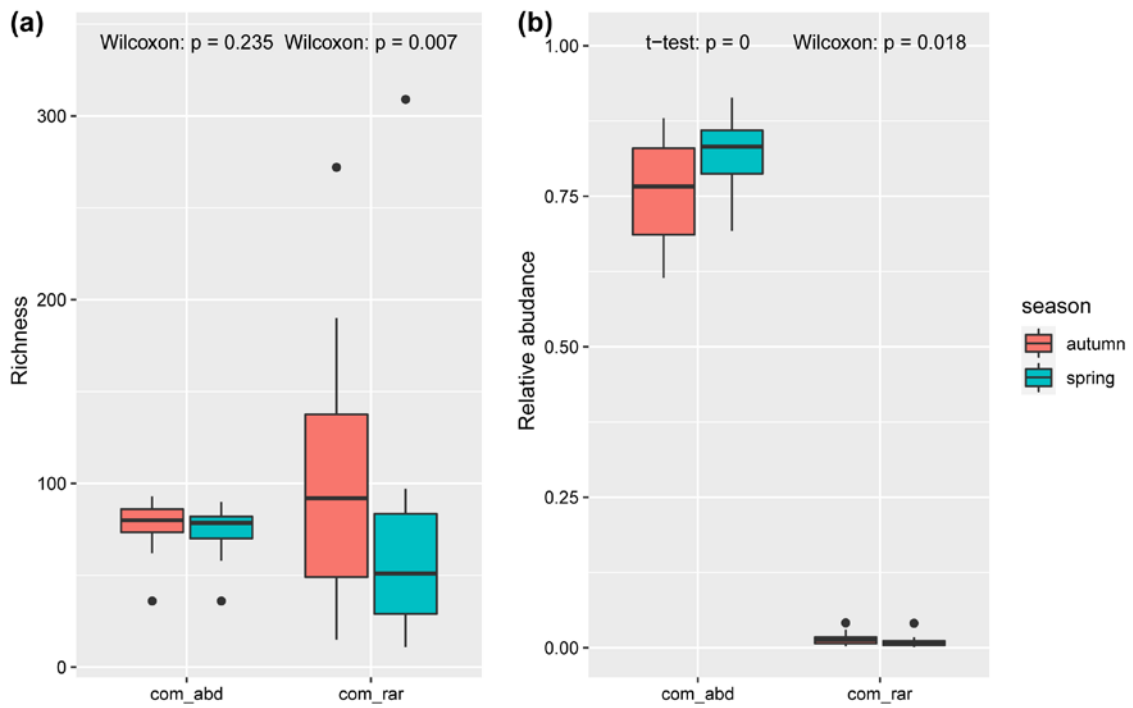 (a)
Wilcoxon: p = 0.235 Wilcoxon: p = 0.007
300
200
100
0
Richness
com_abd com_rar
(b)
t-test: p = 0 Wilcoxon: p = 0.018
1.00
0.75
0.50
0.25
0.00
Relative abudance
com_abd com_rar
season
autumn
spring